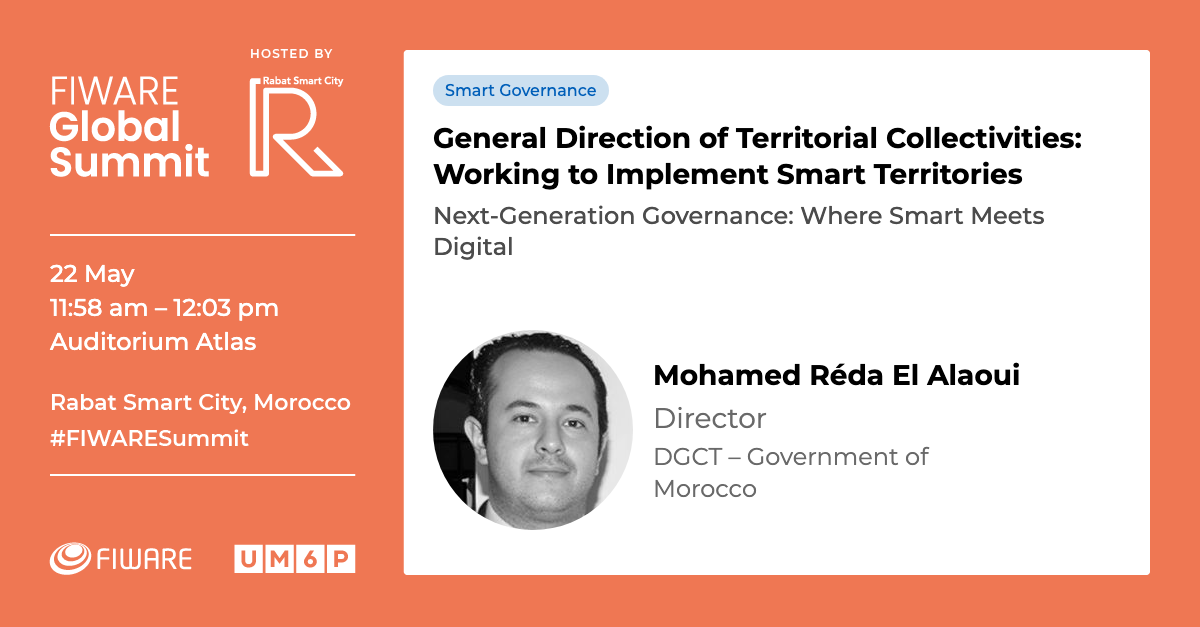 HOSTED BY
FIWARE
Global
Summit
Rabat Smart City
R
22 May
11:58 am – 12:03 pm
Auditorium Atlas
Rabat Smart City, Morocco
#FIWARESummit
FIWARE
UM6P
Smart Governance
General Direction of Territorial Collectivities:
Working to Implement Smart Territories
Next-Generation Governance: Where Smart Meets
Digital
Mohamed Réda El Alaoui
Director
DGCT – Government of
Morocco